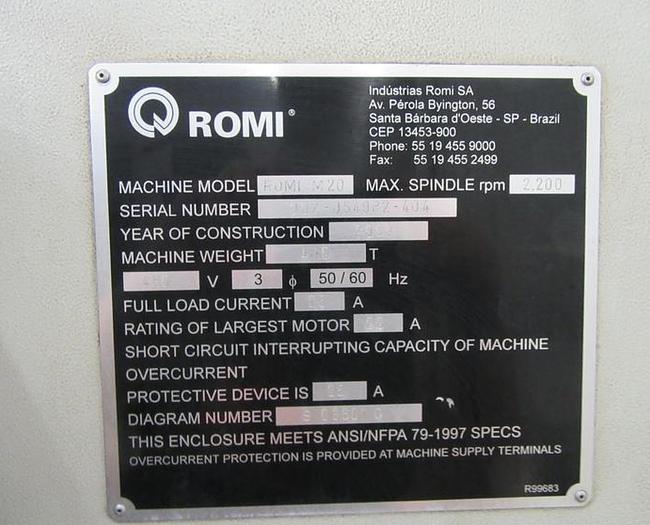 ROMI®
Indústrias Romi SA
Av. Pérola Byington, 56
Santa Bárbara d'Oeste - SP - Brazil
CEP 13453-900
Phone: 55 19 455 9000
Fax: 55 19 455 2499
MACHINE MODEL ROMI M20 MAX. SPINDLE rpm 2,200
SERIAL NUMBER
YEAR OF CONSTRUCTION
MACHINE WEIGHT T
V 3 ϕ 50 / 60 Hz
FULL LOAD CURRENT A
RATING OF LARGEST MOTOR A
SHORT CIRCUIT INTERRUPTING CAPACITY OF MACHINE
OVERCURRENT
PROTECTIVE DEVICE IS A
DIAGRAM NUMBER
THIS ENCLOSURE MEETS ANSI/NFPA 79-1997 SPECS
OVERCURRENT PROTECTION IS PROVIDED AT MACHINE SUPPLY TERMINALS
R99683